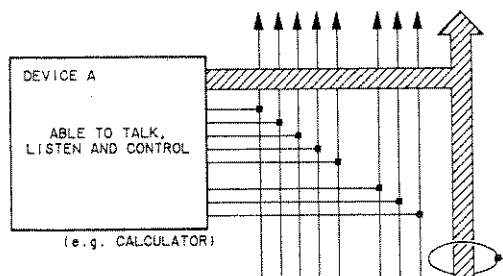 DEVICE A
ABLE TO TALK,
LISTEN AND CONTROL
(e.g. CALCULATOR)